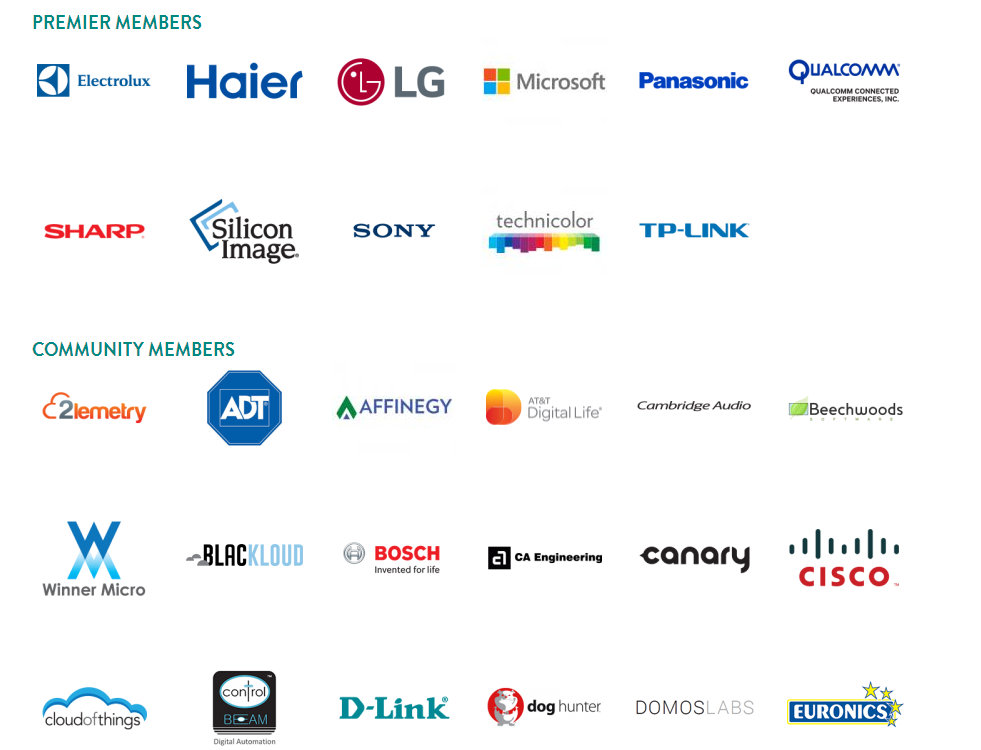 PREMIER MEMBERS
Electrolux
Haier
LG
Microsoft
Panasonic
QUALCOMM®
QUALCOMM CONNECTED
EXPERIENCES, INC.
SHARP®
Silicon
Image®
SONY
technicolor
TP-LINK®
COMMUNITY MEMBERS
2lemetry
ADT
AFFINEGY
AT&T
Digital Life®
Cambridge Audio
Beechwoods
SOFTWARE
W
Winner Micro
BLACKLOUD
BOSCH
Invented for life
a CA Engineering
canary
CISCO™
cloudofthings
control
BEAM
Digital Automation
D-Link®
dog hunter
DOMOSLABS
EURONICS